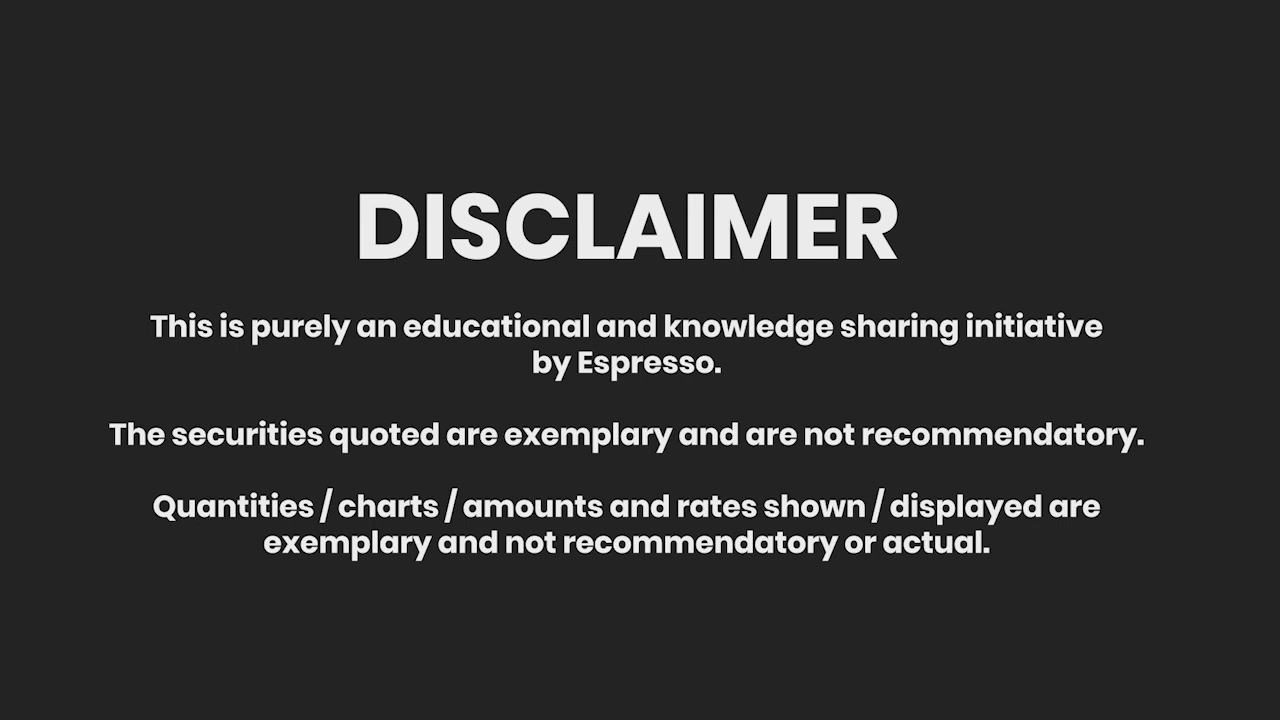 DISCLAIMER
This is purely an educational and knowledge sharing initiative
by Espresso.
The securities quoted are exemplary and are not recommendatory.
Quantities / charts / amounts and rates shown / displayed are
exemplary and not recommendatory or actual.